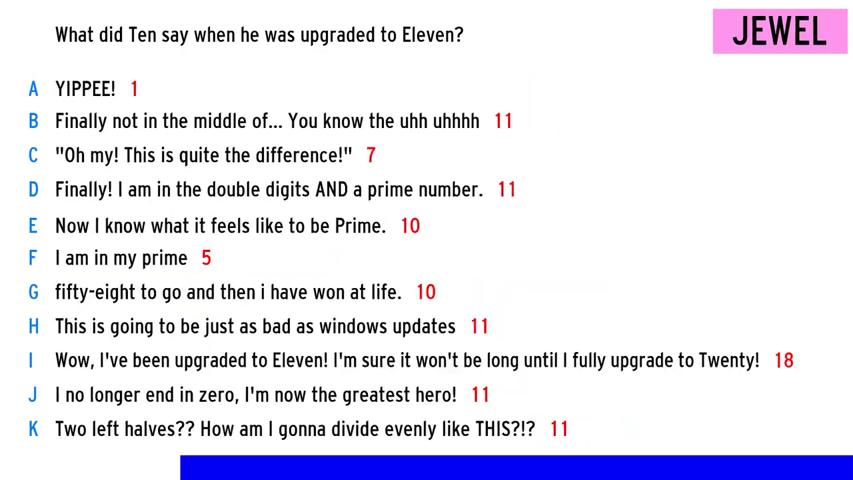 What did Ten say when he was upgraded to Eleven?
JEWEL
A YIPPEE! 1
B Finally not in the middle of... You know the uhh uhhhh 11
C "Oh my! This is quite the difference!" 7
D Finally! I am in the double digits AND a prime number. 11
E Now I know what it feels like to be Prime. 10
F I am in my prime 5
G fifty-eight to go and then i have won at life. 10
H This is going to be just as bad as windows updates 11
I Wow, I've been upgraded to Eleven! I'm sure it won't be long until I fully upgrade to Twenty! 18
J I no longer end in zero, I'm now the greatest hero! 11
K Two left halves?? How am I gonna divide evenly like THIS?!? 11